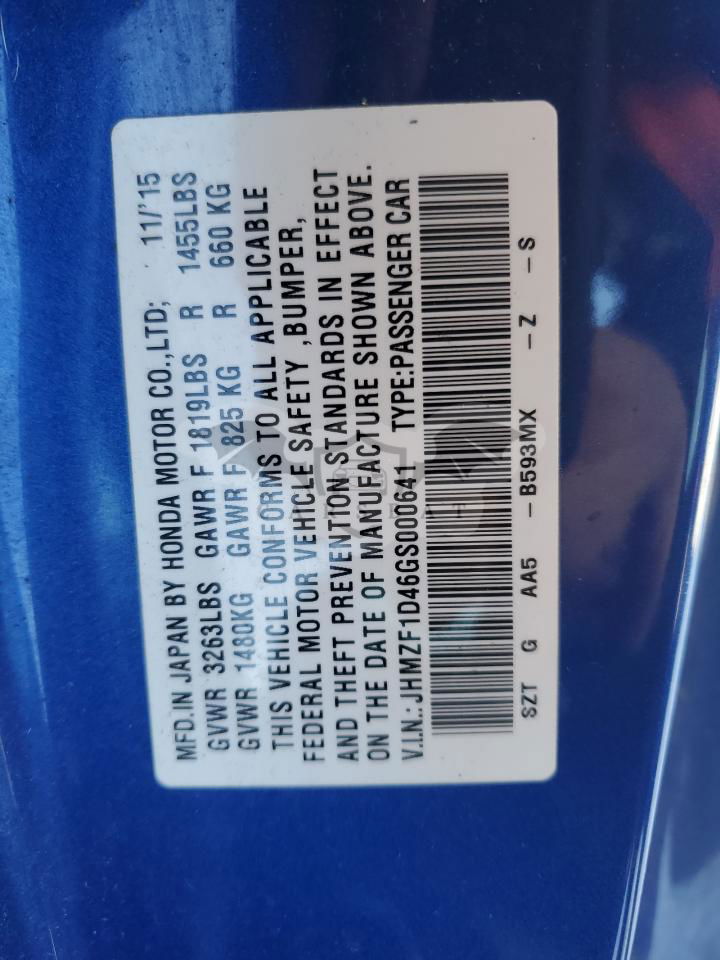 MFD.IN JAPAN BY HONDA MOTOR CO.,LTD; 11/'15
GVWR 3263LBS GAWR F 1819LBS R 1455LBS
GVWR 1480KG GAWR F 825 KG R 660 KG
THIS VEHICLE CONFORMS TO ALL APPLICABLE
FEDERAL MOTOR VEHICLE SAFETY ,BUMPER,
AND THEFT PREVENTION STANDARDS IN EFFECT
ON THE DATE OF MANUFACTURE SHOWN ABOVE.
V.I.N.: JHMZF1D46GS000641 TYPE:PASSENGER CAR
SZT G AA5 -B593MX -Z -S